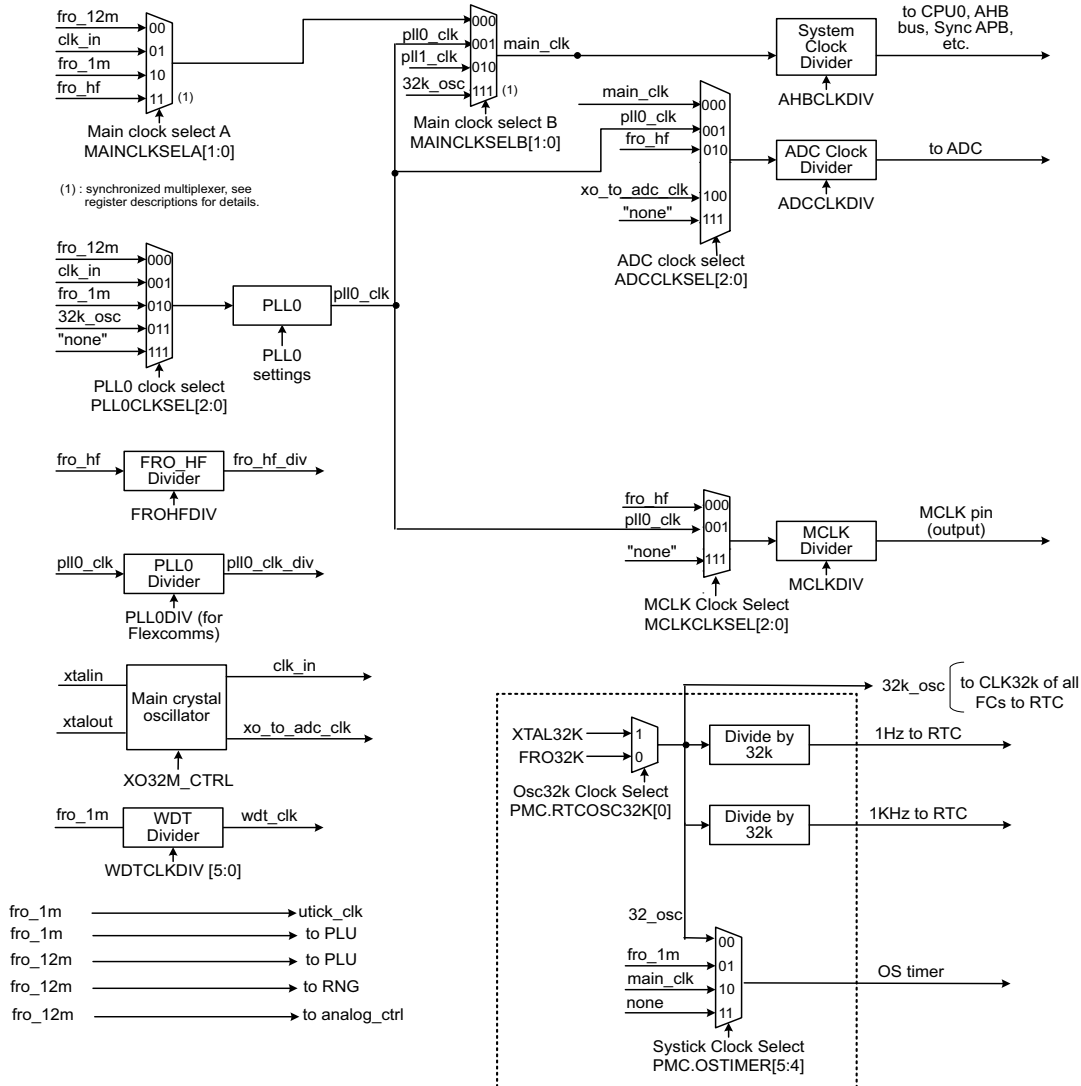 fro_12m
clk_in
fro_1m
fro_hf
00
01
10
11
(1)
Main clock select A
MAINCLKSELA[1:0]
(1) : synchronized multiplexer, see
register descriptions for details.
pll0_clk
pll1_clk
32k_osc
000
001
010
111
(1)
Main clock select B
MAINCLKSELB[1:0]
main_clk
System
Clock
Divider
AHBCLKDIV
to CPU0, AHB
bus, Sync APB,
etc.
main_clk
pll0_clk
fro_hf
xo_to_adc_clk
"none"
000
001
010
100
111
ADC clock select
ADCCLKSEL[2:0]
ADC Clock
Divider
ADCCLKDIV
to ADC
fro_12m
clk_in
fro_1m
32k_osc
"none"
000
001
010
011
111
PLL0 clock select
PLL0CLKSEL[2:0]
PLL0
PLL0
settings
pll0_clk
fro_hf
FRO_HF
Divider
fro_hf_div
FROHFDIV
pll0_clk
PLL0
Divider
pll0_clk_div
PLL0DIV (for
Flexcomms)
fro_hf
pll0_clk
"none"
000
001
111
MCLK Clock Select
MCLKCLKSEL[2:0]
MCLK
Divider
MCLKDIV
MCLK pin
(output)
xtalin
xtalout
Main crystal
oscillator
clk_in
xo_to_adc_clk
XO32M_CTRL
fro_1m
WDT
Divider
wdt_clk
WDTCLKDIV [5:0]
fro_1m
utick_clk
fro_1m
to PLU
fro_12m
to PLU
fro_12m
to RNG
fro_12m
to analog_ctrl
XTAL32K
FRO32K
1
0
Osc32k Clock Select
PMC.RTCOSC32K[0]
32k_osc
to CLK32k of all
FCs to RTC
Divide by
32k
1Hz to RTC
Divide by
32k
1KHz to RTC
32_osc
fro_1m
main_clk
none
00
01
10
11
Systick Clock Select
PMC.OSTIMER[5:4]
OS timer